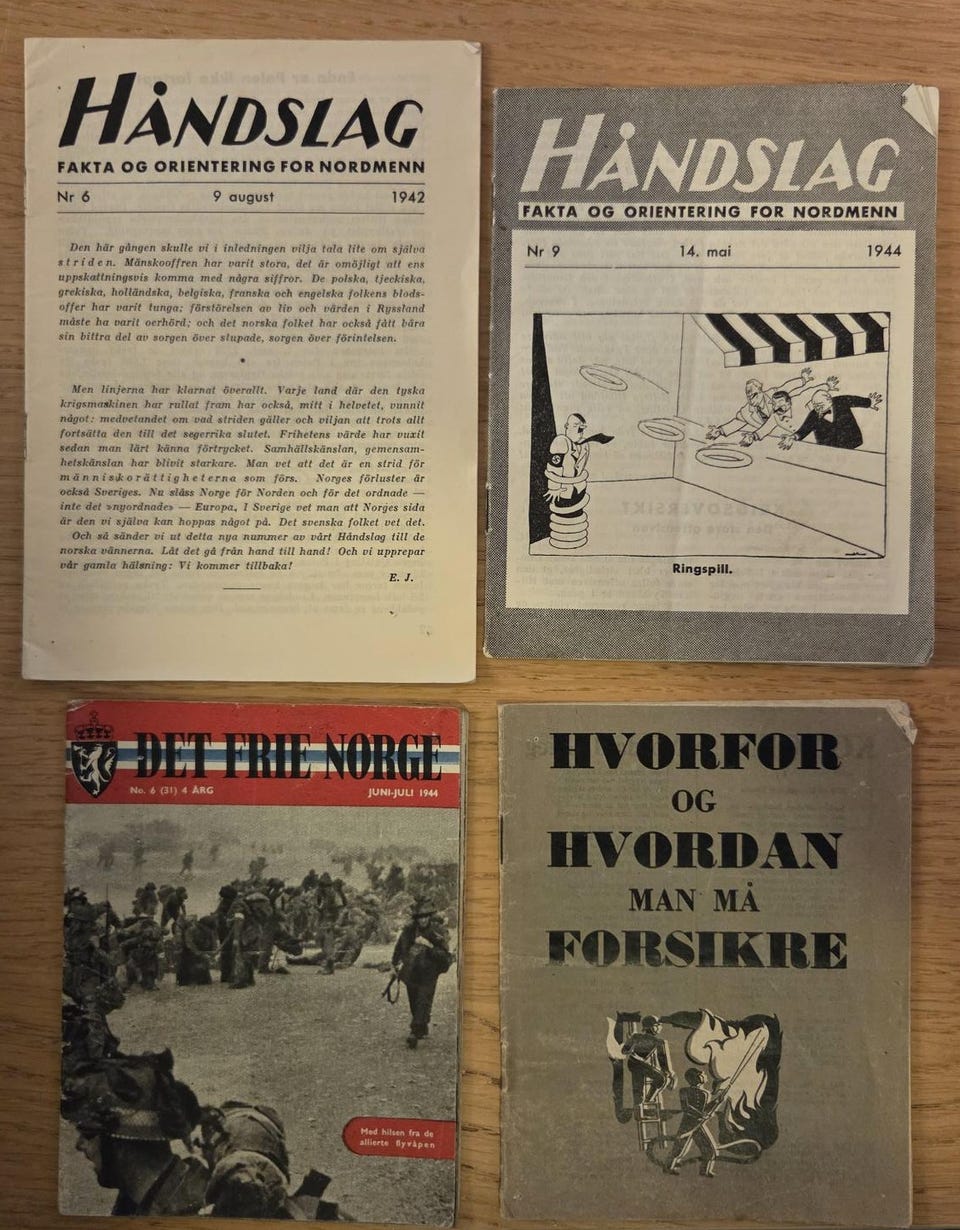 HÅNDSLAG
FAKTA OG ORIENTERING FOR NORDMENN
Nr 6 9 august 1942
Den här gången skulle vi i inledningen vilja tala lite om själva
striden. Mänskooffren har varit stora, det är omöjligt att ens
uppskattningsvis komma med några siffror. De polska, tjeckiska,
grekiska, holländska, belgiska, franska och engelska folkens blods-
offer har varit tunga; förstörelsen av liv och värden i Ryssland
måste ha varit oerhörd; och det norska folket har också fått bära
sin bittra del av sorgen över stupade, sorgen över förintelsen.
*
Men linjerna har klarnat överallt. Varje land där den tyska
krigsmaskinen har rullat fram har också, mitt i helvetet, vunnit
något: medvetandet om vad striden gäller och viljan att trots allt
fortsätta den till det segerrika slutet. Frihetens värde har vuxit
sedan man lärt känna förtrycket. Samhällskänslan, gemensam-
hetskänslan har blivit starkare. Man vet att det är en strid för
människorättigheterna som förs. Norges förluster är
också Sveriges. Nu slåss Norge för Norden och för det ordnade —
inte det »nyordnade» — Europa. I Sverige vet man att Norges sida
är den vi själva kan hoppas något på. Det svenska folket vet det.
Och så sänder vi ut detta nya nummer av vårt Håndslag till de
norska vännerna. Låt det gå från hand till hand! Och vi upprepar
vår gamla hälsning: Vi kommer tillbaka!
E. J.
HÅNDSLAG
FAKTA OG ORIENTERING FOR NORDMENN
Nr 9 14. mai 1944
Ringspill.
DET FRIE NORGE
No. 6 (31) 4 ÅRG JUNI-JULI 1944
Med hilsen fra de
allierte flyvåpen
HVORFOR
OG
HVORDAN
MAN MÅ
FORSIKRE